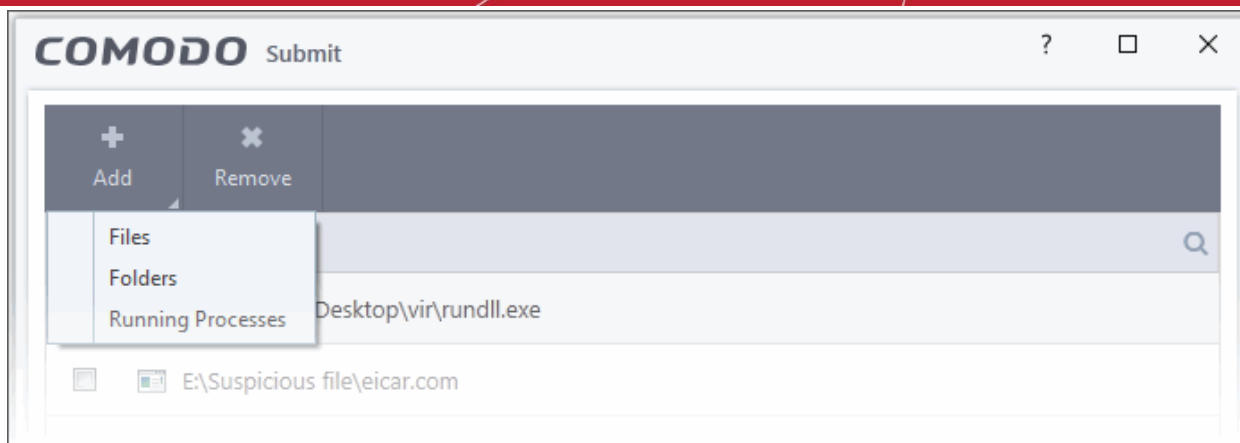 COMODO Submit ?
Add Remove
Files
Folders
Running Processes
Desktop\vir\rundll.exe
E:\Suspicious file\eicar.com